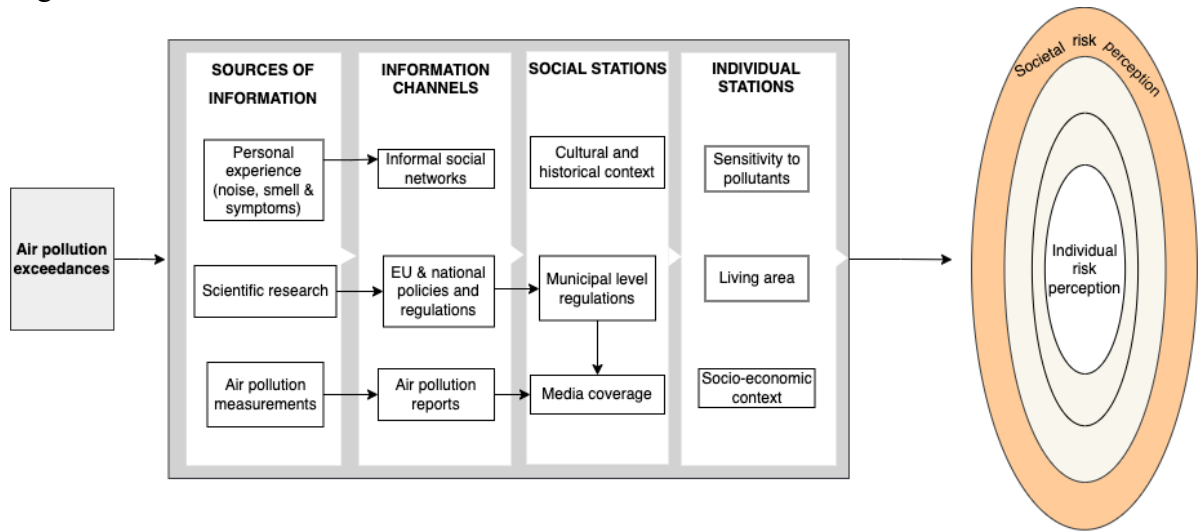 Air pollution
exceedances
SOURCES OF
INFORMATION
Personal
experience
(noise, smell &
symptoms)
Scientific research
Air pollution
measurements
INFORMATION
CHANNELS
Informal social
networks
EU & national
policies and
regulations
Air pollution
reports
SOCIAL STATIONS
Cultural and
historical context
Municipal level
regulations
Media coverage
INDIVIDUAL
STATIONS
Sensitivity to
pollutants
Living area
Socio-economic
context
Societal risk perception
Individual
risk
perception